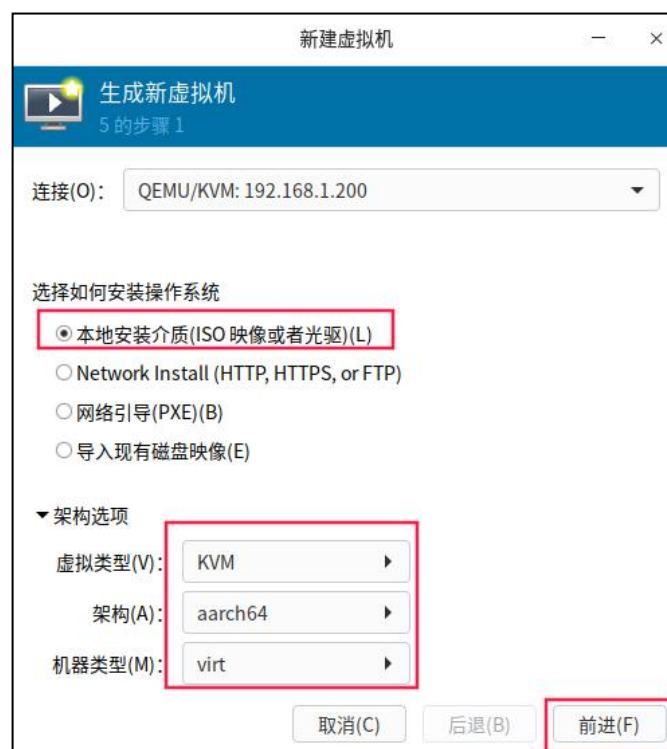 新建虚拟机
生成新虚拟机
5 的步骤 1
连接(O): QEMU/KVM: 192.168.1.200
选择如何安装操作系统
本地安装介质(ISO 映像或者光驱)(L)
Network Install (HTTP, HTTPS, or FTP)
网络引导(PXE)(B)
导入现有磁盘映像(E)
架构选项
虚拟类型(V): KVM
架构(A): aarch64
机器类型(M): virt
取消(C) 后退(B) 前进(F)